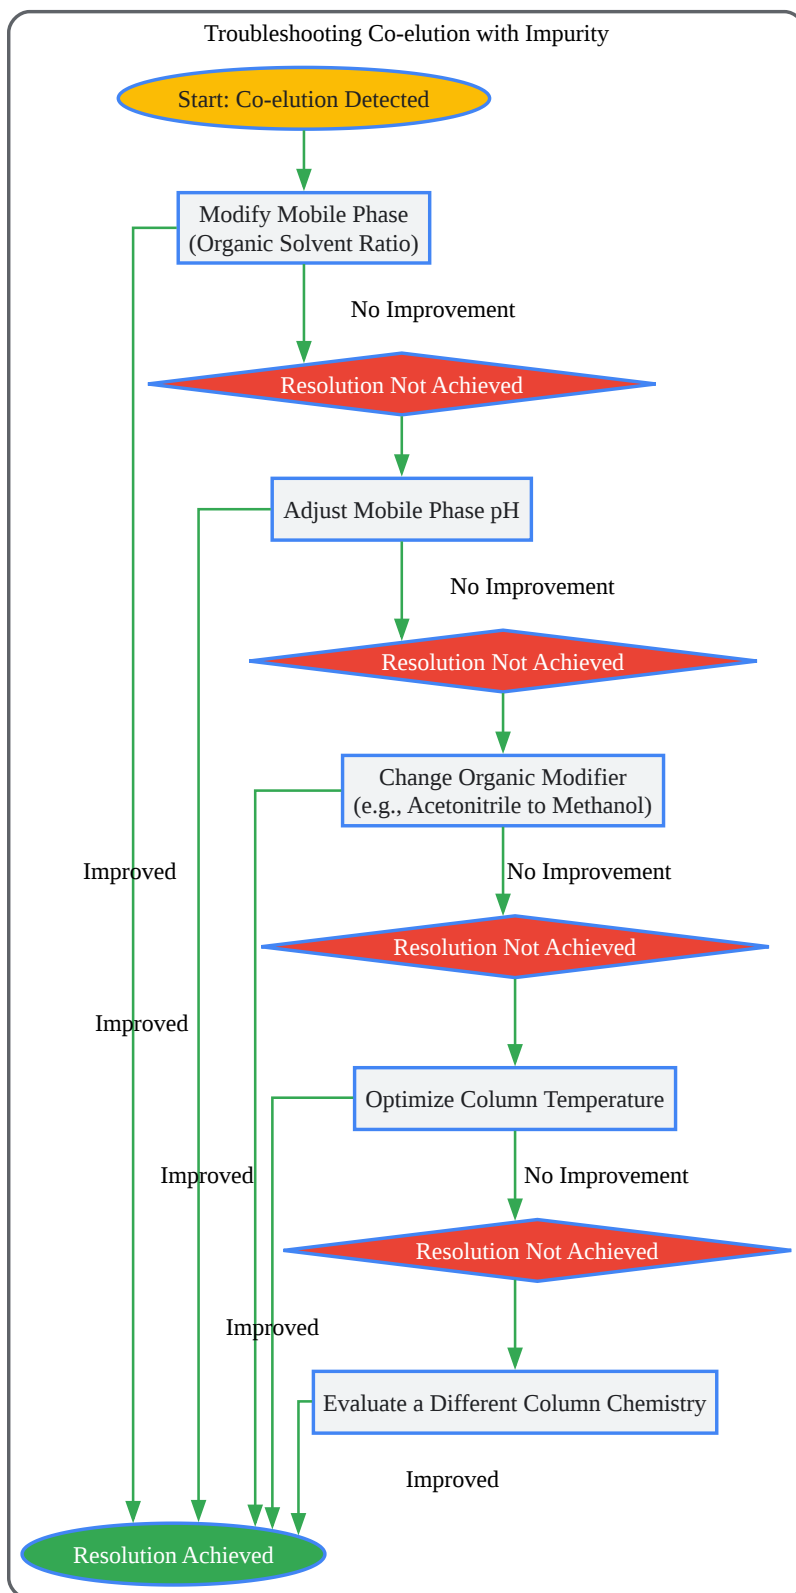 Troubleshooting Co-elution with Impurity
Start: Co-elution Detected
Modify Mobile Phase
(Organic Solvent Ratio)
No Improvement
Resolution Not Achieved
Adjust Mobile Phase pH
No Improvement
Resolution Not Achieved
Change Organic Modifier
(e.g., Acetonitrile to Methanol)
Improved
No Improvement
Resolution Not Achieved
Improved
Optimize Column Temperature
Improved
No Improvement
Resolution Not Achieved
Improved
Evaluate a Different Column Chemistry
Improved
Resolution Achieved